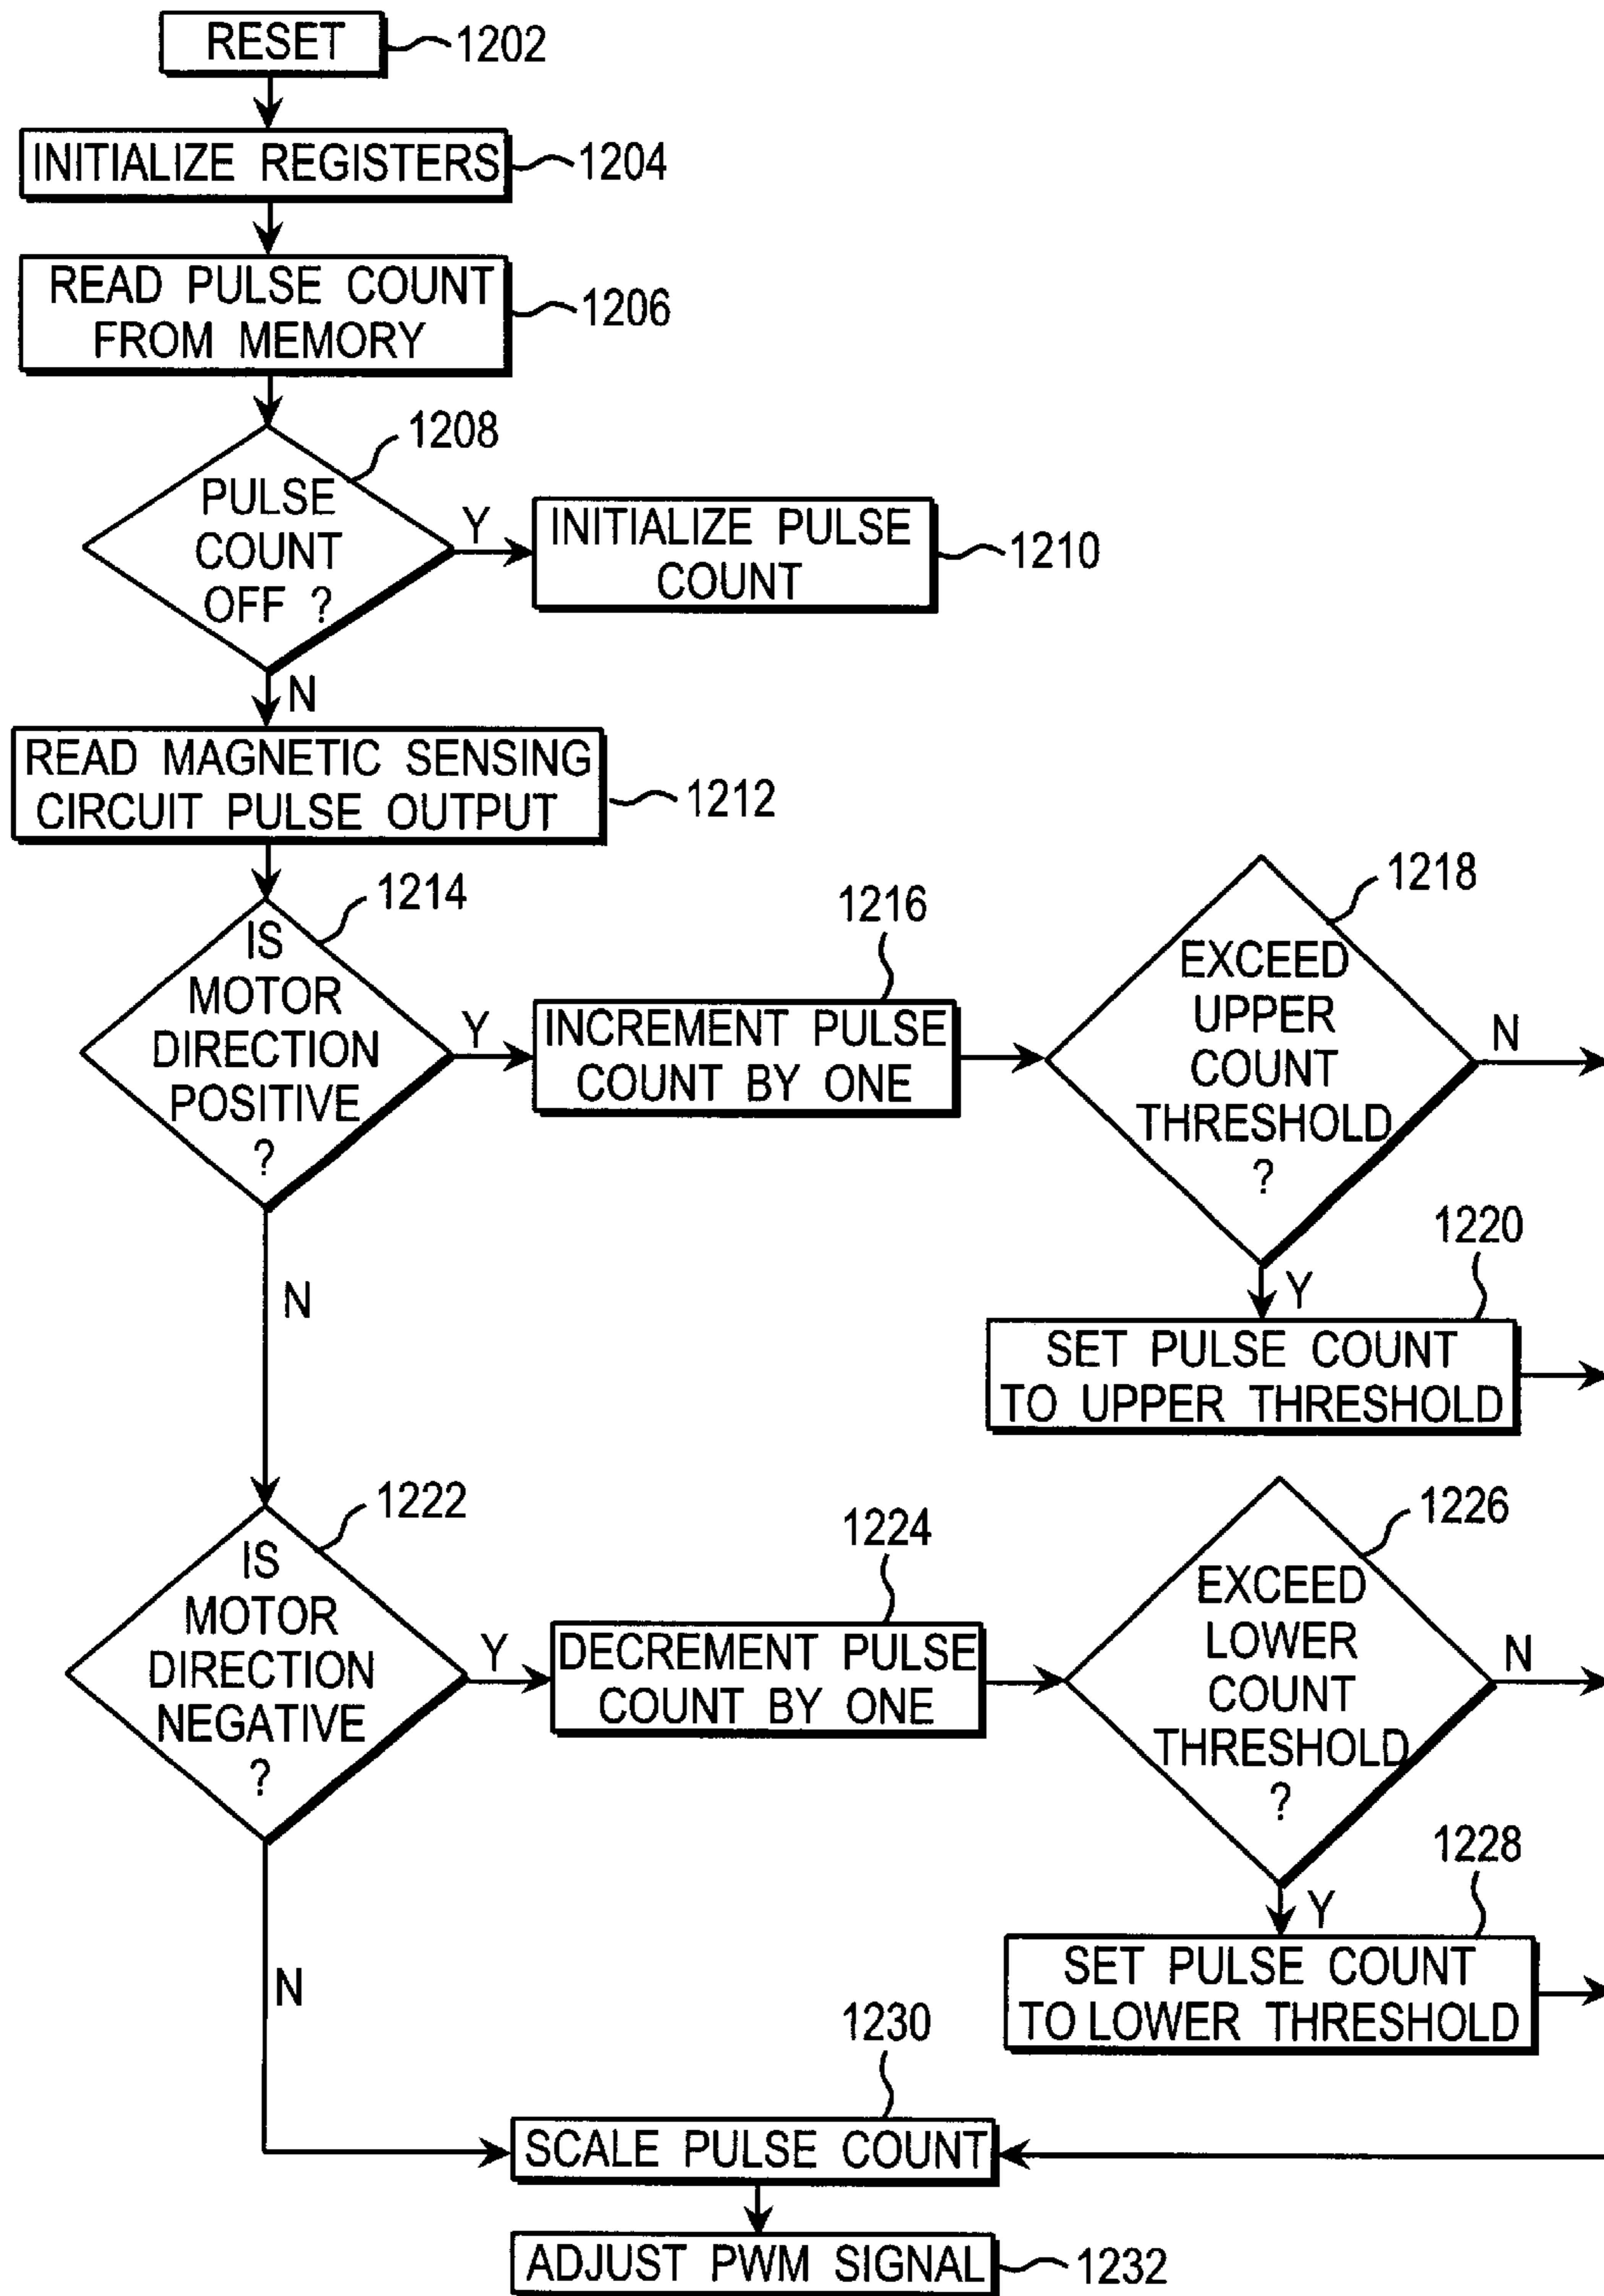 RESET
1202
INITIALIZE REGISTERS
1204
READ PULSE COUNT
FROM MEMORY
1206
1208
PULSE
COUNT
OFF ?
Y
N
INITIALIZE PULSE
COUNT
1210
READ MAGNETIC SENSING
CIRCUIT PULSE OUTPUT
1212
1214
IS
MOTOR
DIRECTION
POSITIVE
?
Y
N
1216
INCREMENT PULSE
COUNT BY ONE
1218
EXCEED
UPPER
COUNT
THRESHOLD
?
N
Y
1220
SET PULSE COUNT
TO UPPER THRESHOLD
1222
IS
MOTOR
DIRECTION
NEGATIVE
?
Y
N
1224
DECREMENT PULSE
COUNT BY ONE
1226
EXCEED
LOWER
COUNT
THRESHOLD
?
N
Y
1228
SET PULSE COUNT
TO LOWER THRESHOLD
1230
SCALE PULSE COUNT
ADJUST PWM SIGNAL
1232